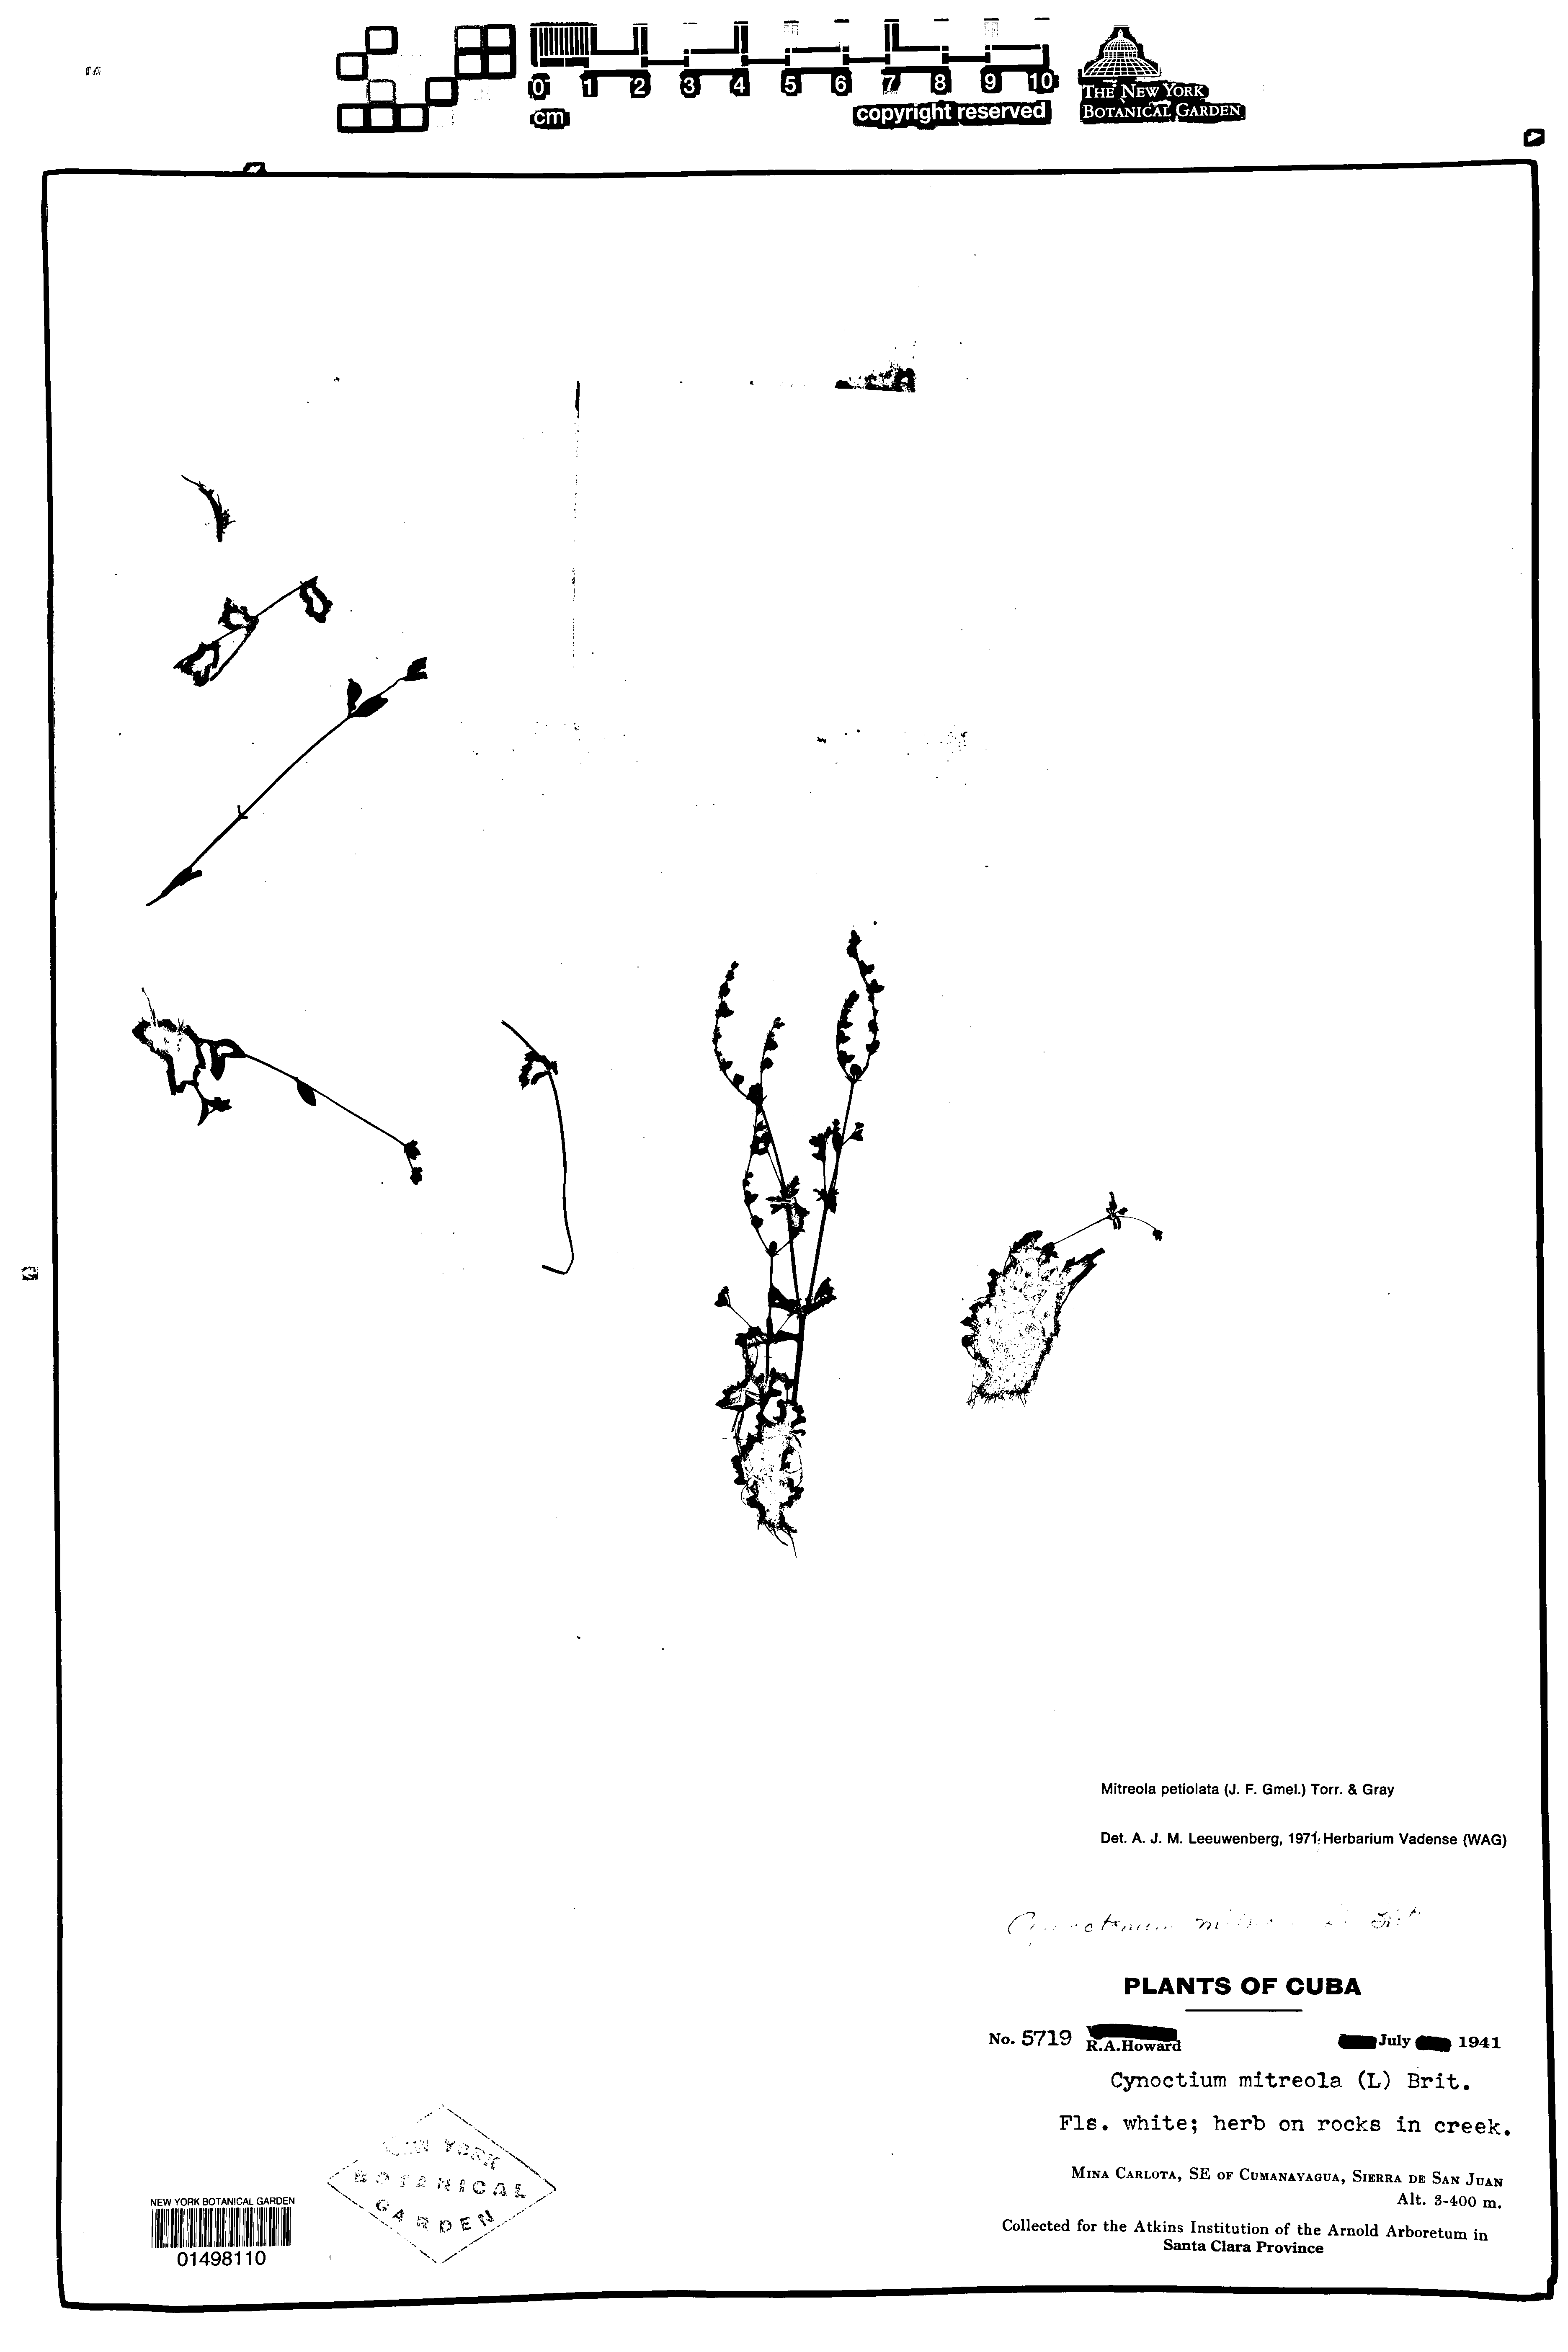 0 1 2 3 4 5 6 7 8 9 10
cm
copyright reserved
THE NEW YORK
BOTANICAL GARDEN
Mitreola petiolata (J. F. Gmel.) Torr. & Gray
Det. A. J. M. Leeuwenberg, 1971; Herbarium Vadense (WAG)
PLANTS OF CUBA
No. 5719 R.A.Howard July 1941
Cynoctium mitreola (L) Brit.
Fls. white; herb on rocks in creek.
MINA CARLOTA, SE OF CUMANAYAGUA, SIERRA DE SAN JUAN
Alt. 3-400 m.
Collected for the Atkins Institution of the Arnold Arboretum in
Santa Clara Province
NEW YORK
BOTANICAL
GARDEN
NEW YORK BOTANICAL GARDEN
01498110